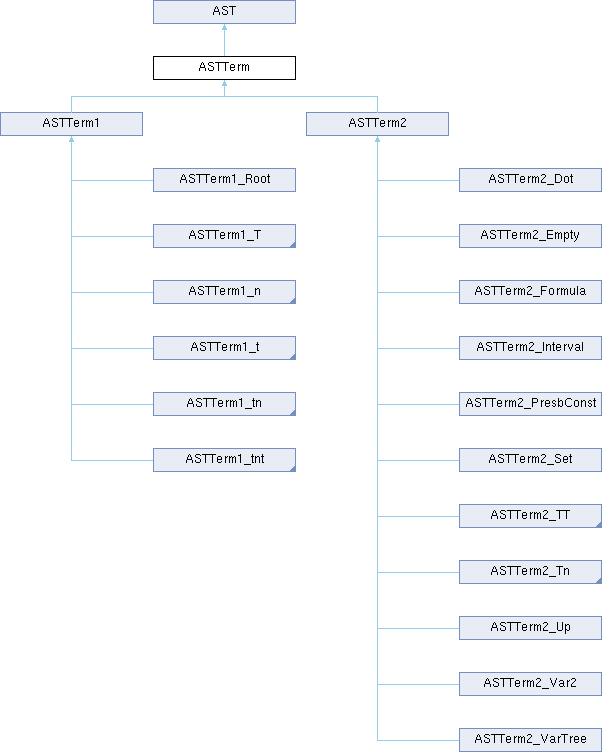 AST
ASTTerm
ASTTerm1
ASTTerm2
ASTTerm1_Root
ASTTerm2_Dot
ASTTerm1_T
ASTTerm2_Empty
ASTTerm1_n
ASTTerm2_Formula
ASTTerm1_t
ASTTerm2_Interval
ASTTerm1_tn
ASTTerm2_PresbConst
ASTTerm1_tnt
ASTTerm2_Set
ASTTerm2_TT
ASTTerm2_Tn
ASTTerm2_Up
ASTTerm2_Var2
ASTTerm2_VarTree